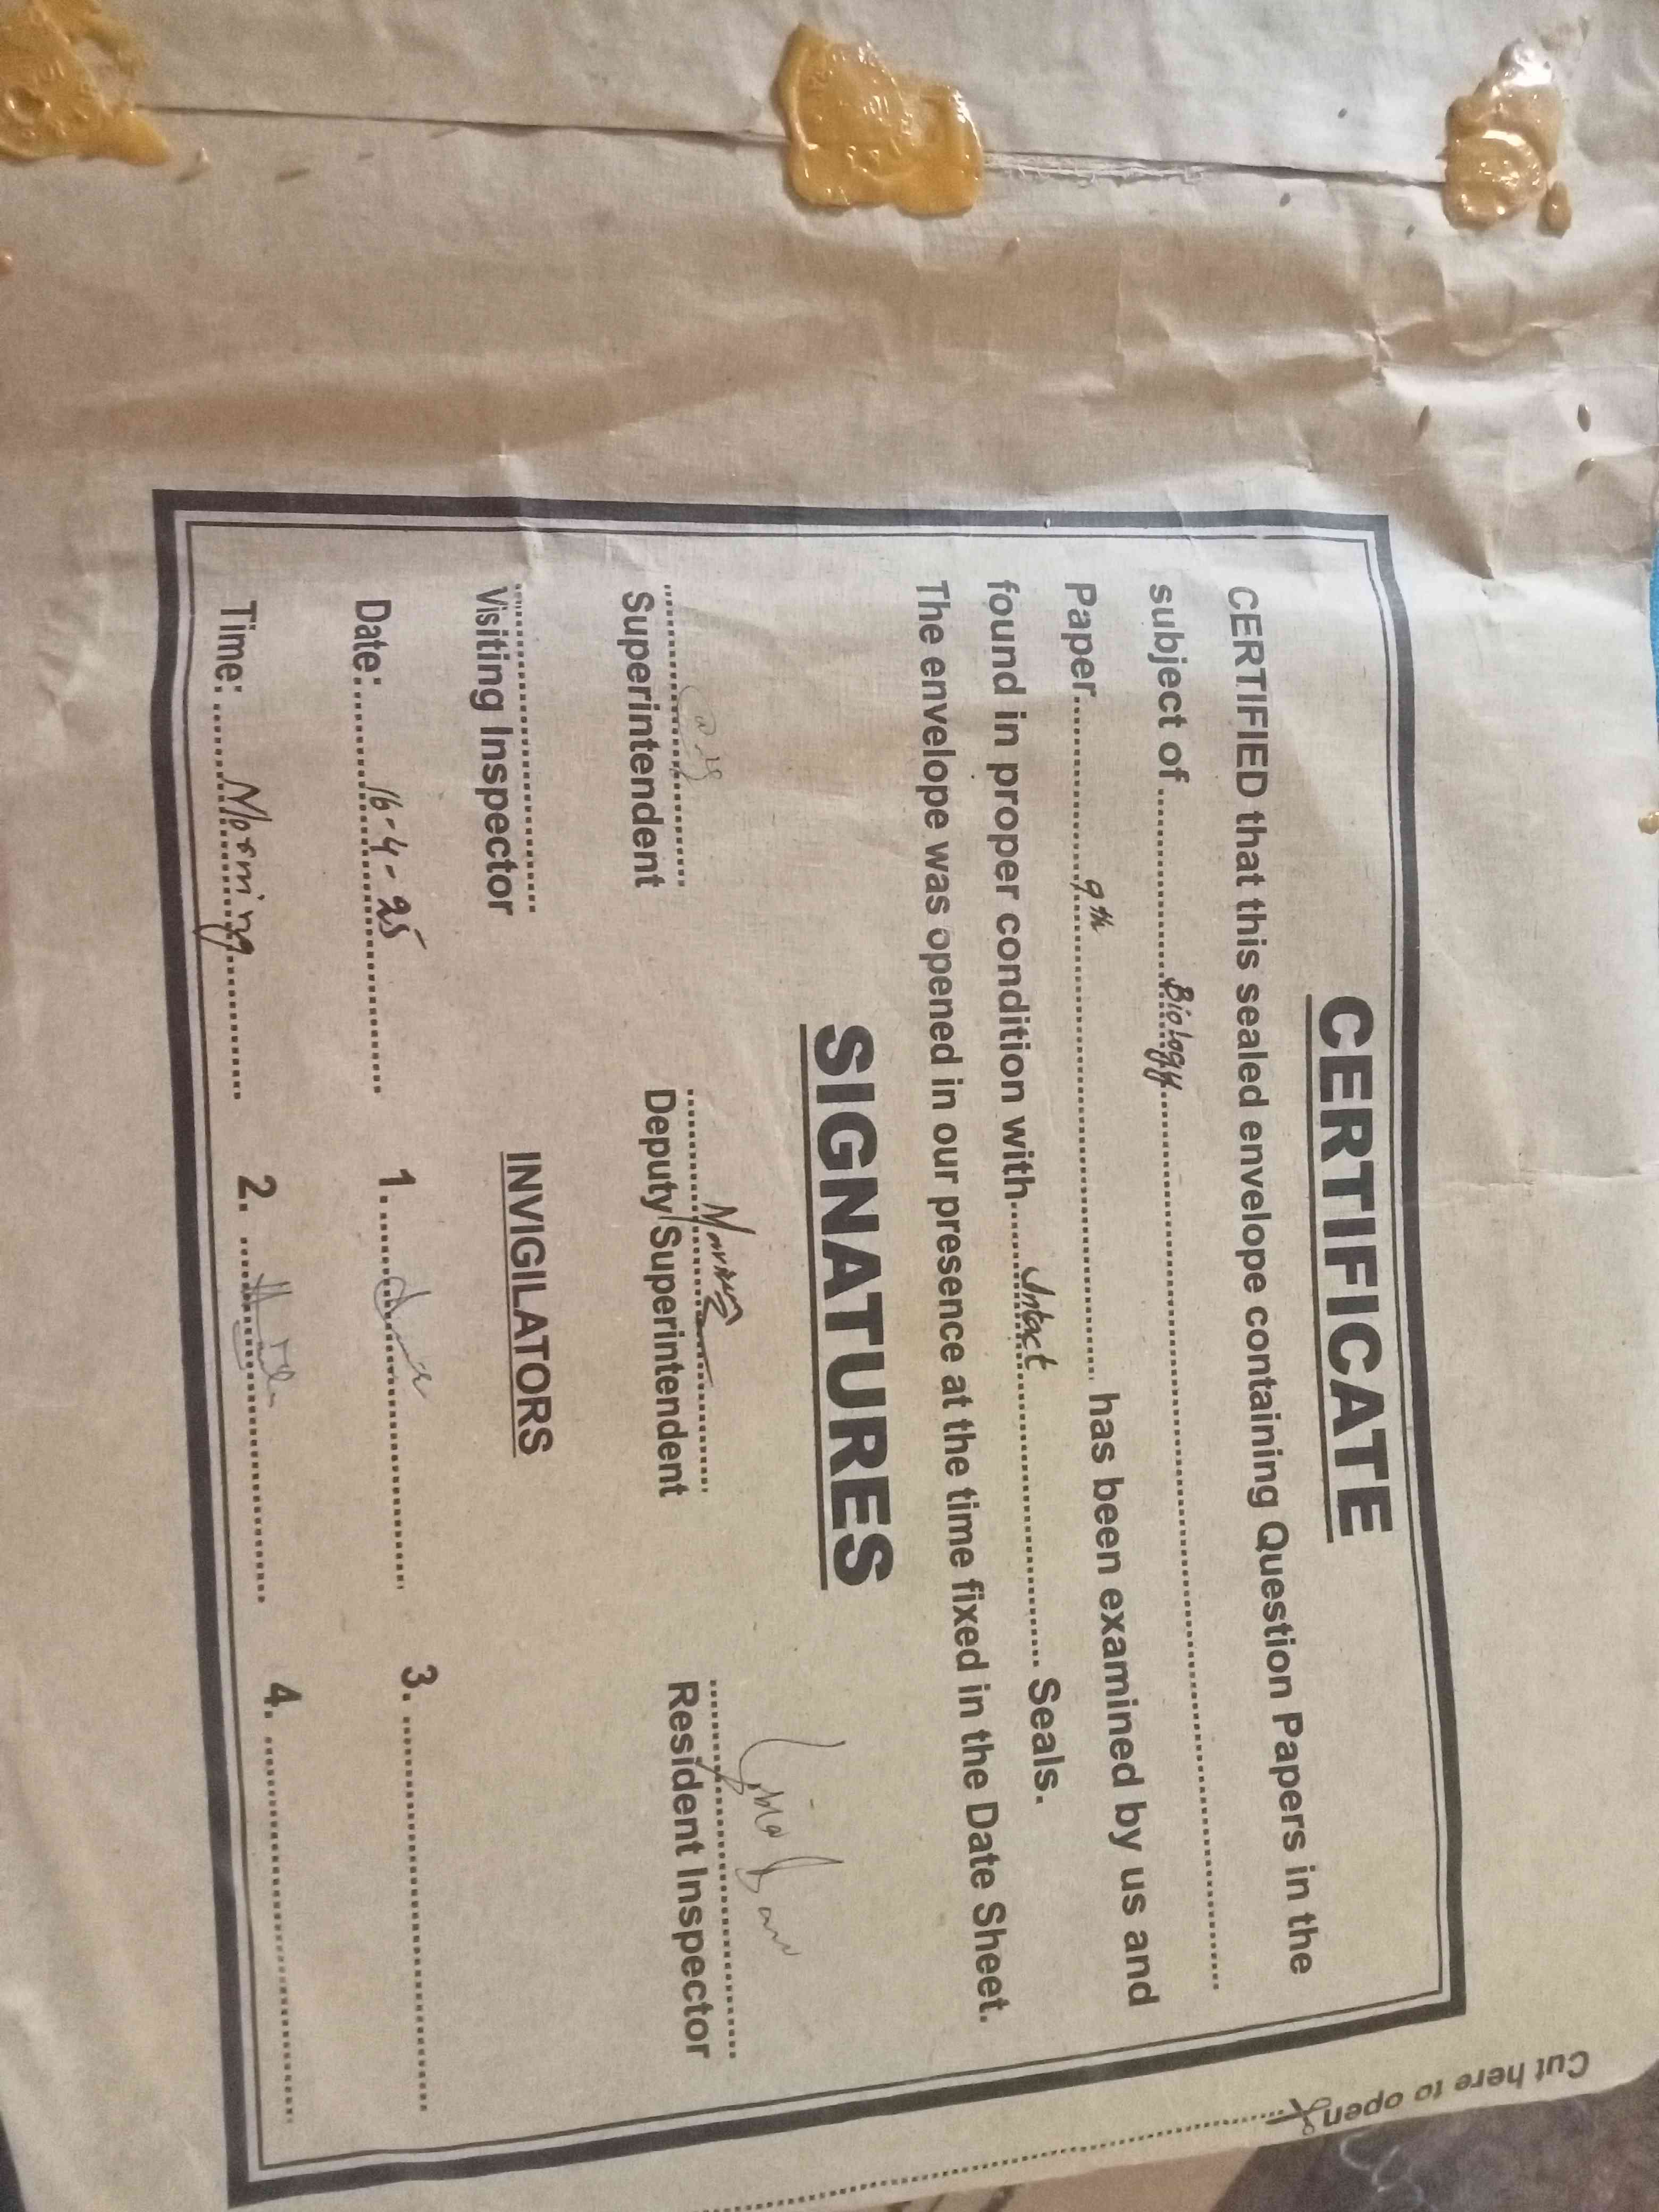 CERTIFICATE
CERTIFIED that this sealed envelope containing Question Papers in the
subject of Biology
Paper 9th has been examined by us and
found in proper condition with Intact Seals.
The envelope was opened in our presence at the time fixed in the Date Sheet.
SIGNATURES
Superintendent Deputy Superintendent Resident Inspector
Visiting Inspector
INVIGILATORS
Date: 16-4-25 1. 3.
Time: Morning 2. 4.
Cut here to open